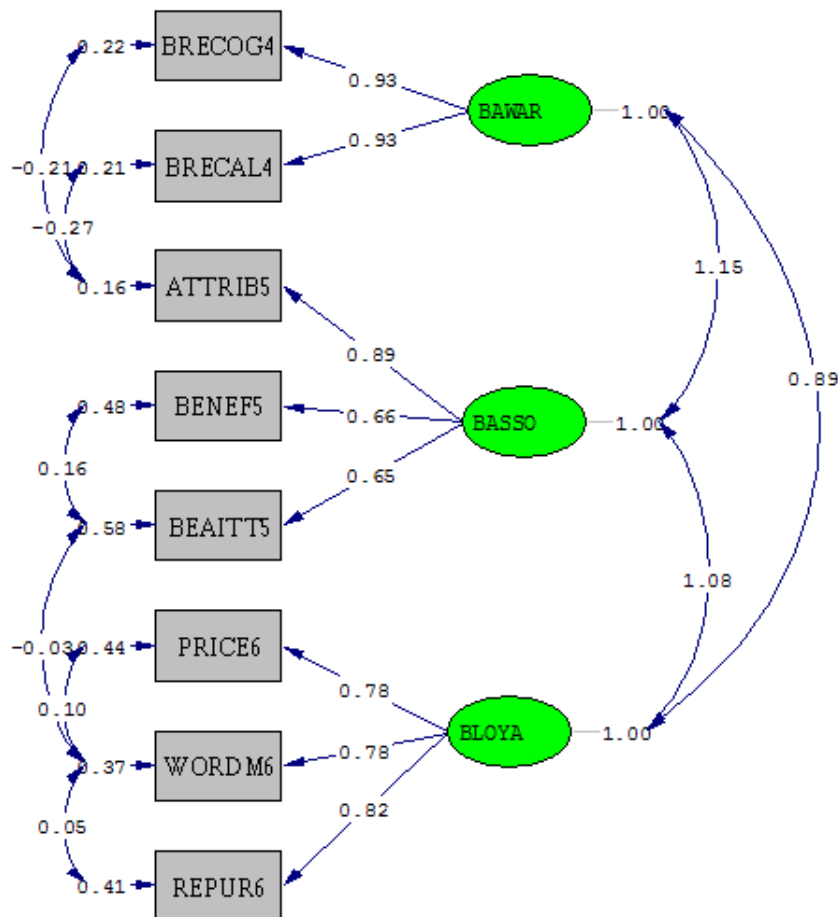 0.22 BRECOG4
0.93
BAWAR 1.00
-0.21 0.21 BRECAL4
0.93
-0.27
0.16 ATTRIB5
1.15
0.89
0.89
0.48 BENEF5
0.66
BASSO 1.00
0.16
0.65
0.58 BEAITT5
1.08
-0.03 0.44 PRICE6
0.78
0.10
BLOYA 1.00
0.37 WORDM6
0.78
0.05
0.82
0.41 REPUR6